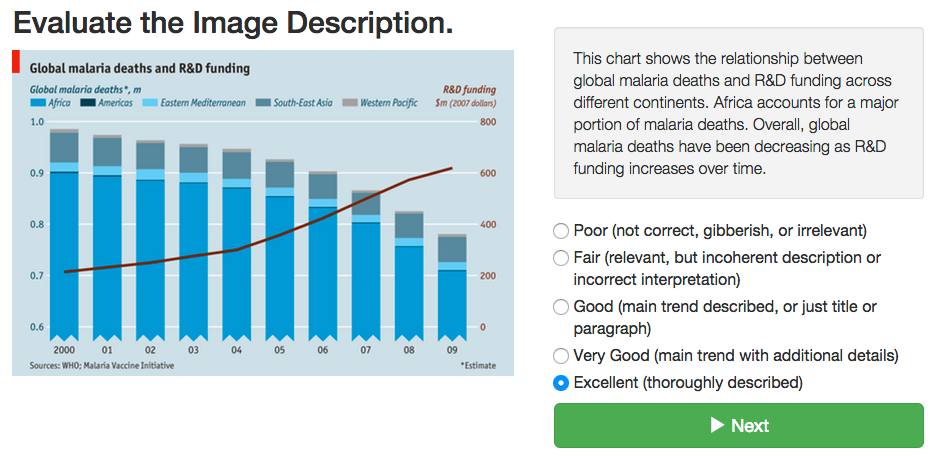 Evaluate the Image Description.
Global malaria deaths and R&D funding
Global malaria deaths*, m
R&D funding
Africa Americas Eastern Mediterranean South-East Asia Western Pacific
$m (2007 dollars)
1.0 800
0.9 600
0.8 400
0.7 200
0.6 0
2000 01 02 03 04 05 06 07 08 09
Sources: WHO; Malaria Vaccine Initiative
*Estimate
This chart shows the relationship between
global malaria deaths and R&D funding across
different continents. Africa accounts for a major
portion of malaria deaths. Overall, global
malaria deaths have been decreasing as R&D
funding increases over time.
Poor (not correct, gibberish, or irrelevant)
Fair (relevant, but incoherent description or
incorrect interpretation)
Good (main trend described, or just title or
paragraph)
Very Good (main trend with additional details)
Excellent (thoroughly described)
Next